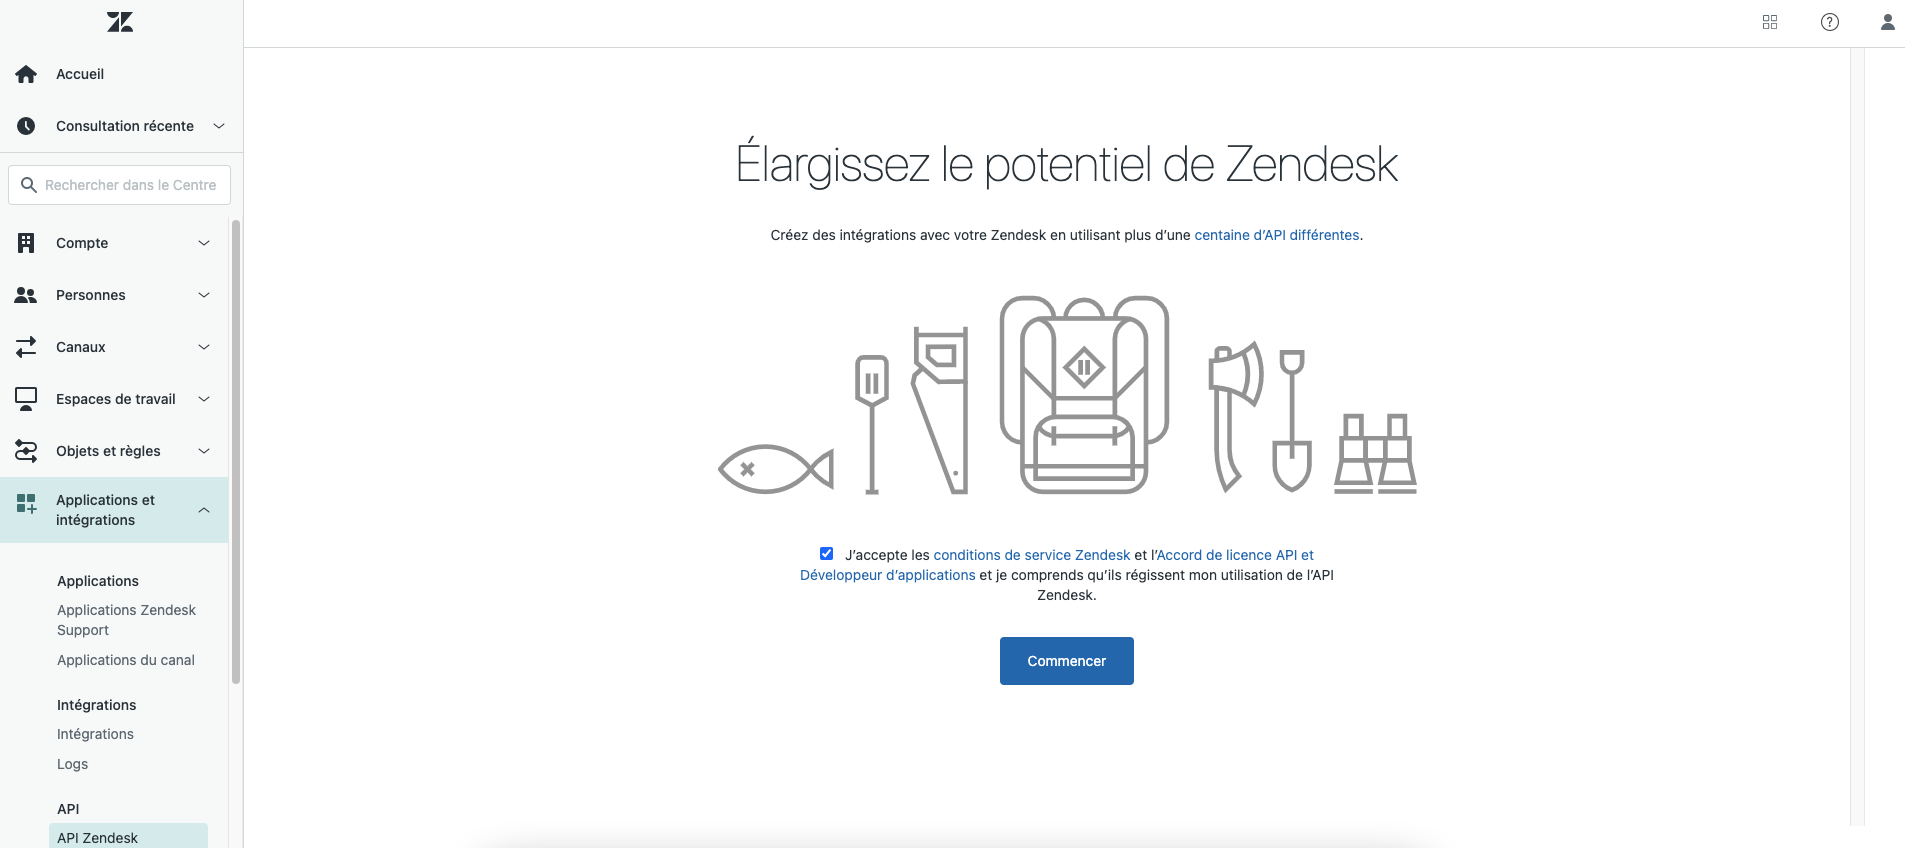 Accueil
Consultation récente
Rechercher dans le Centre
Compte
Personnes
Canaux
Espaces de travail
Objets et règles
Applications et
intégrations
Applications
Applications Zendesk
Support
Applications du canal
Intégrations
Intégrations
Logs
API
API Zendesk
Élargissez le potentiel de Zendesk
Créez des intégrations avec votre Zendesk en utilisant plus d’une centaine d’API différentes.
J’accepte les conditions de service Zendesk et l’Accord de licence API et
Développeur d’applications et je comprends qu’ils régissent mon utilisation de l’API
Zendesk.
Commencer